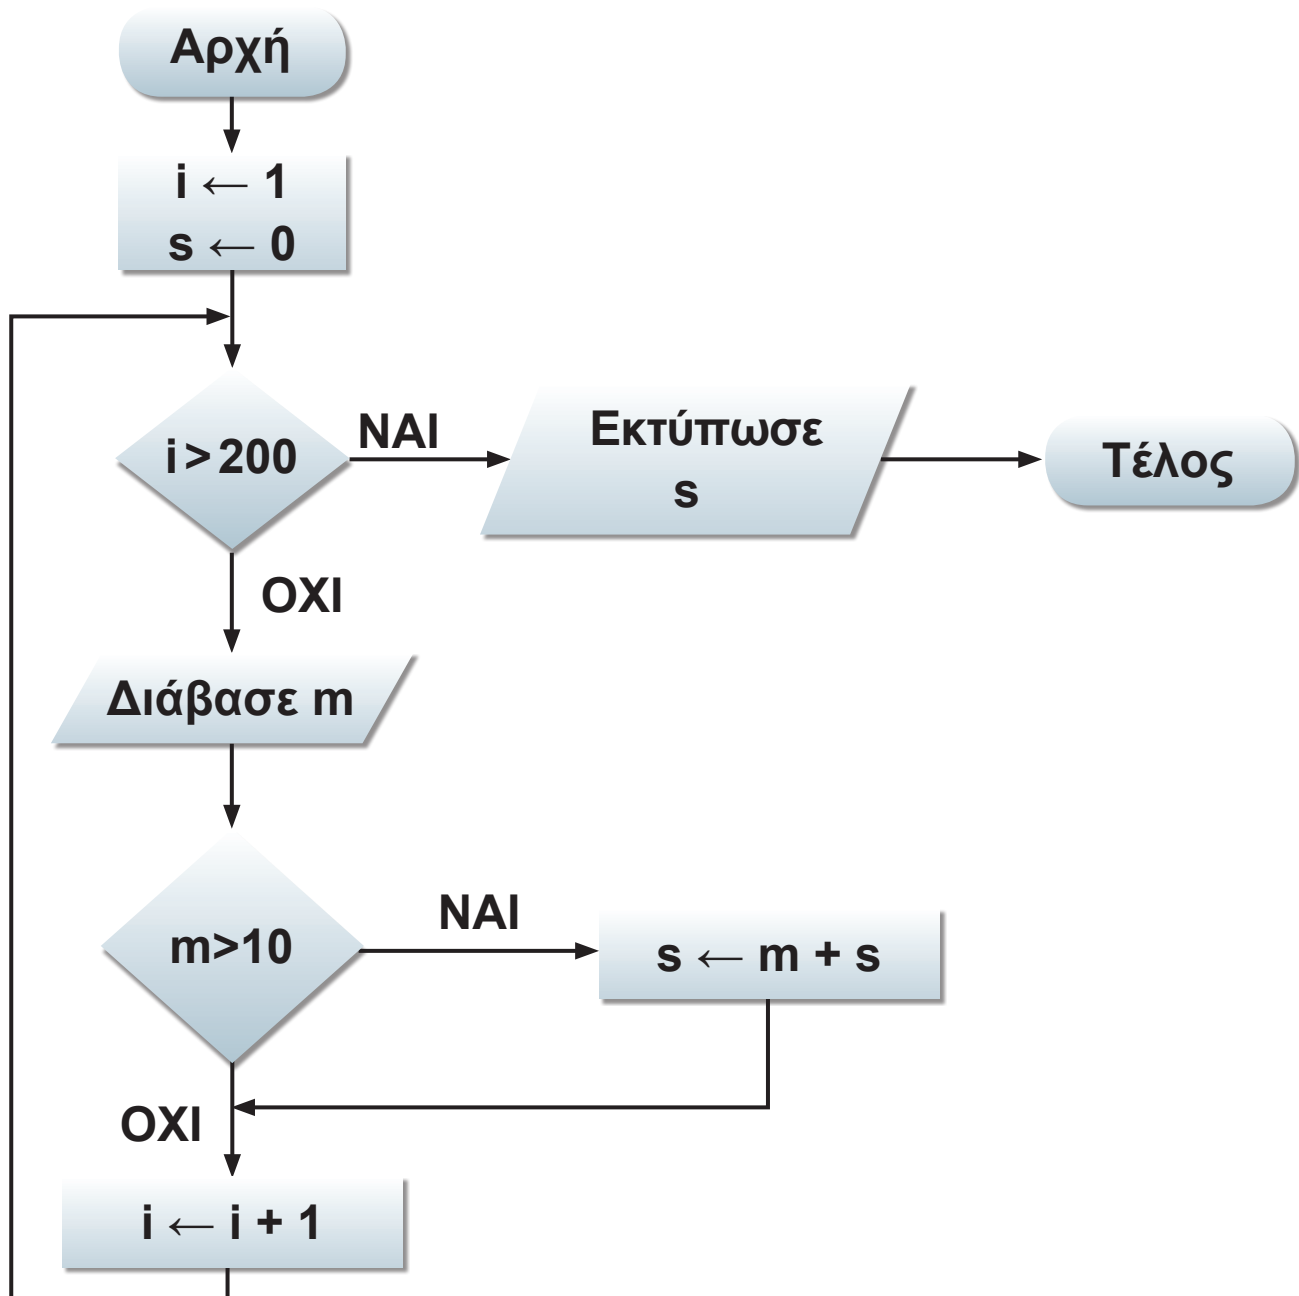 Αρχή
i ← 1
s ← 0
i > 200
ΝΑΙ
Εκτύπωσε
s
Τέλος
ΟΧΙ
Διάβασε m
m>10
ΝΑΙ
s ← m + s
ΟΧΙ
i ← i + 1